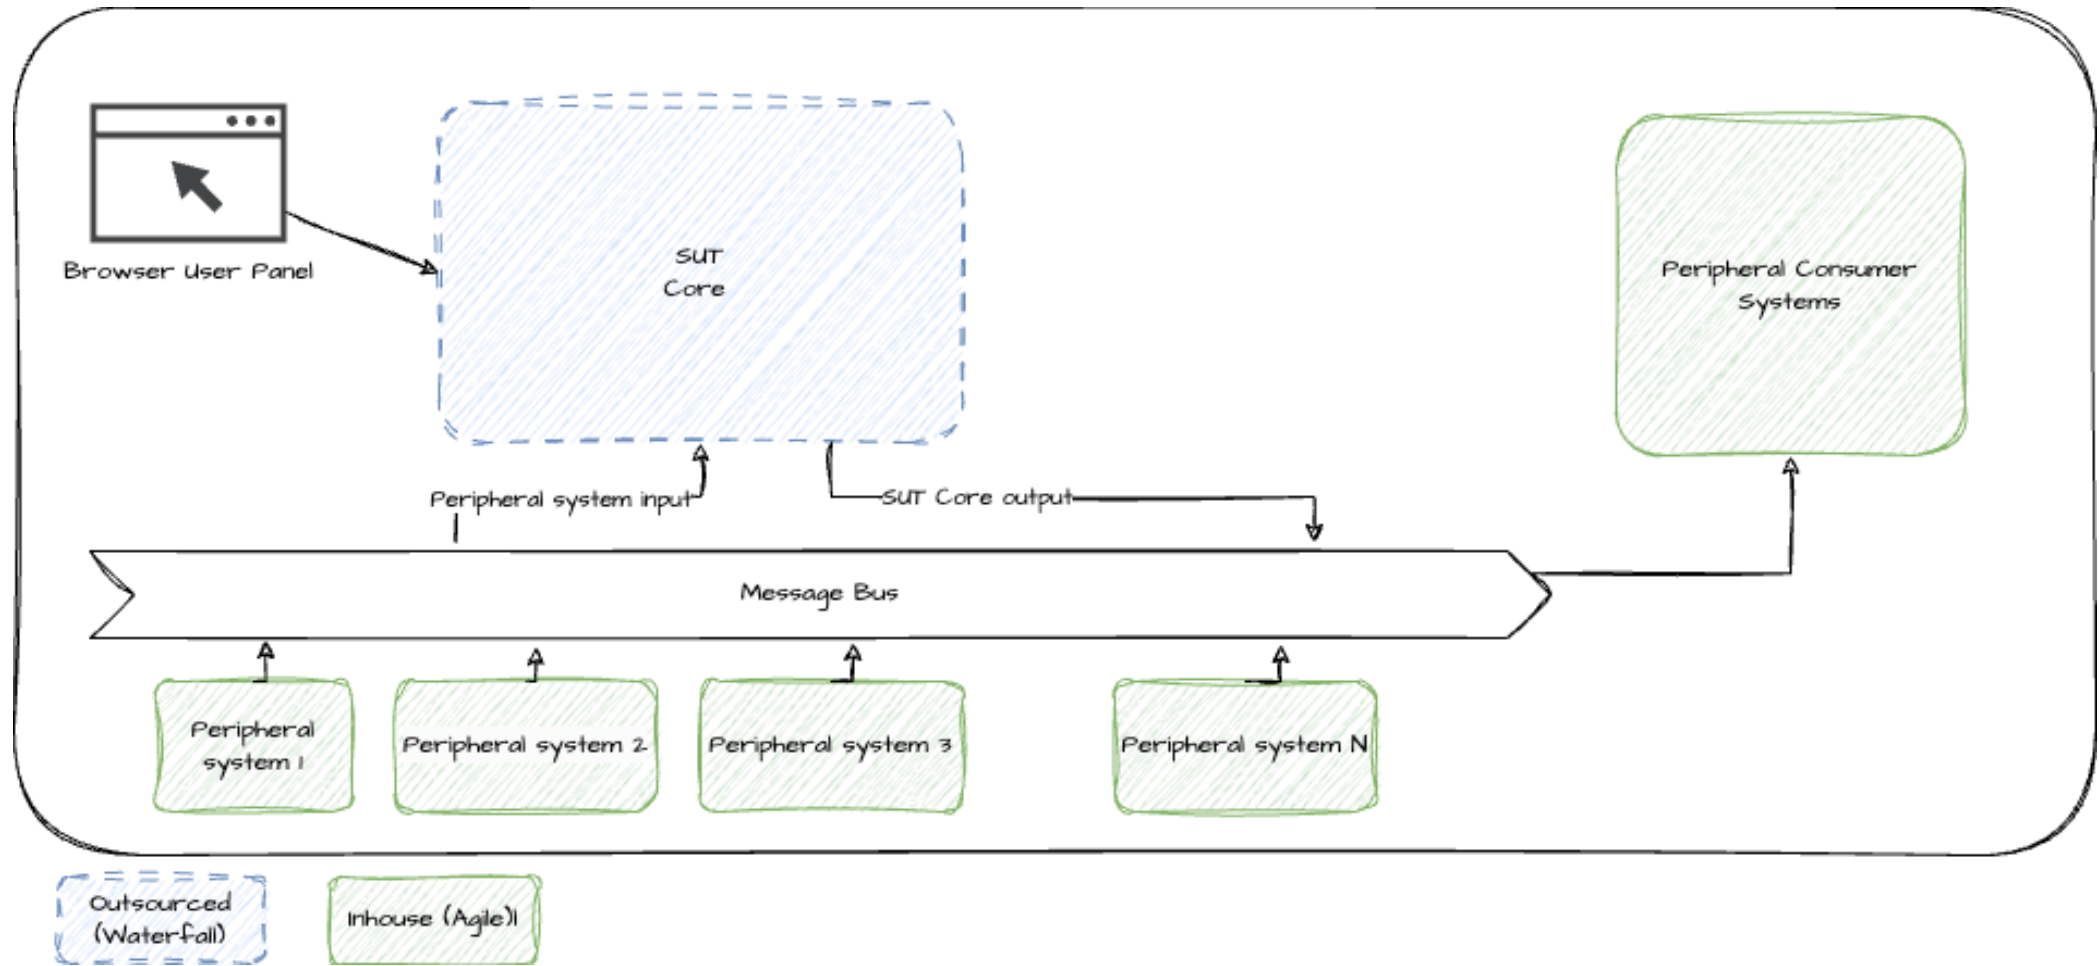 Browser User Panel
SUT
Core
Peripheral Consumer
Systems
Peripheral system input
SUT Core output
Message Bus
Peripheral
system 1
Peripheral system 2
Peripheral system 3
Peripheral system N
Outsourced
(Waterfall)
Inhouse (Agile)l